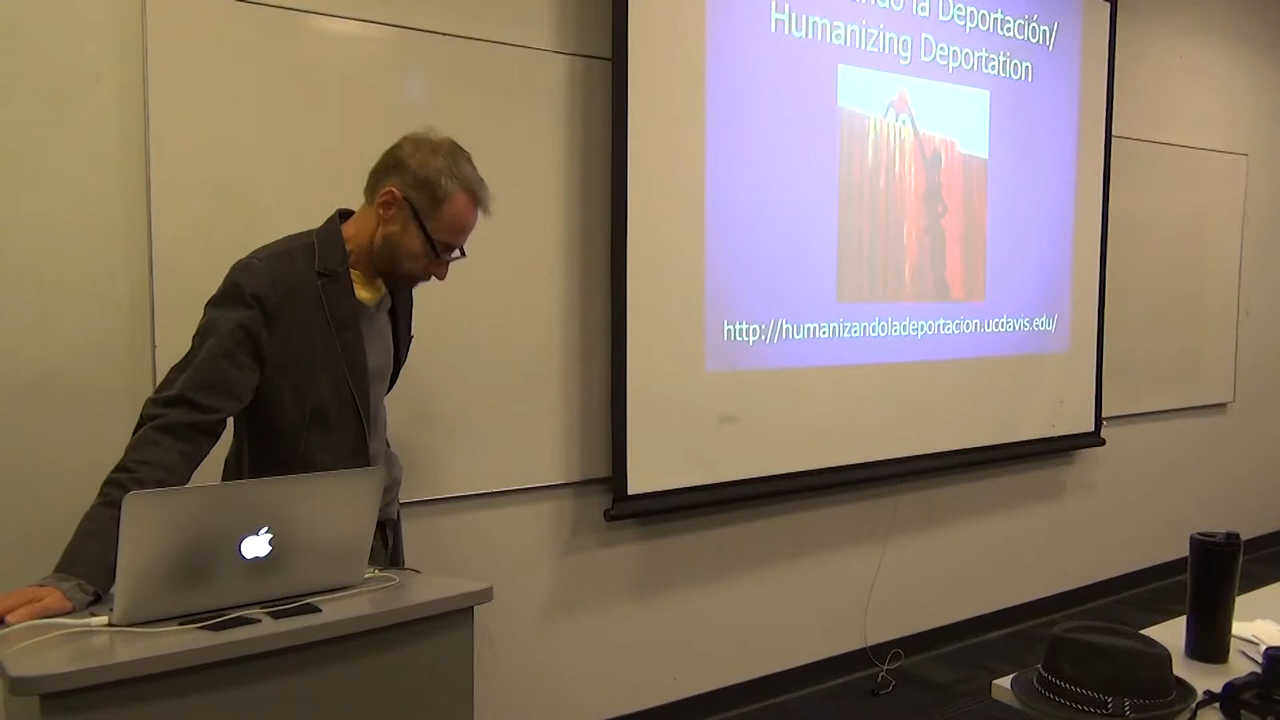 la Deportación/
Humanizing Deportation
http://humanizandoladeportacion.ucdavis.edu/